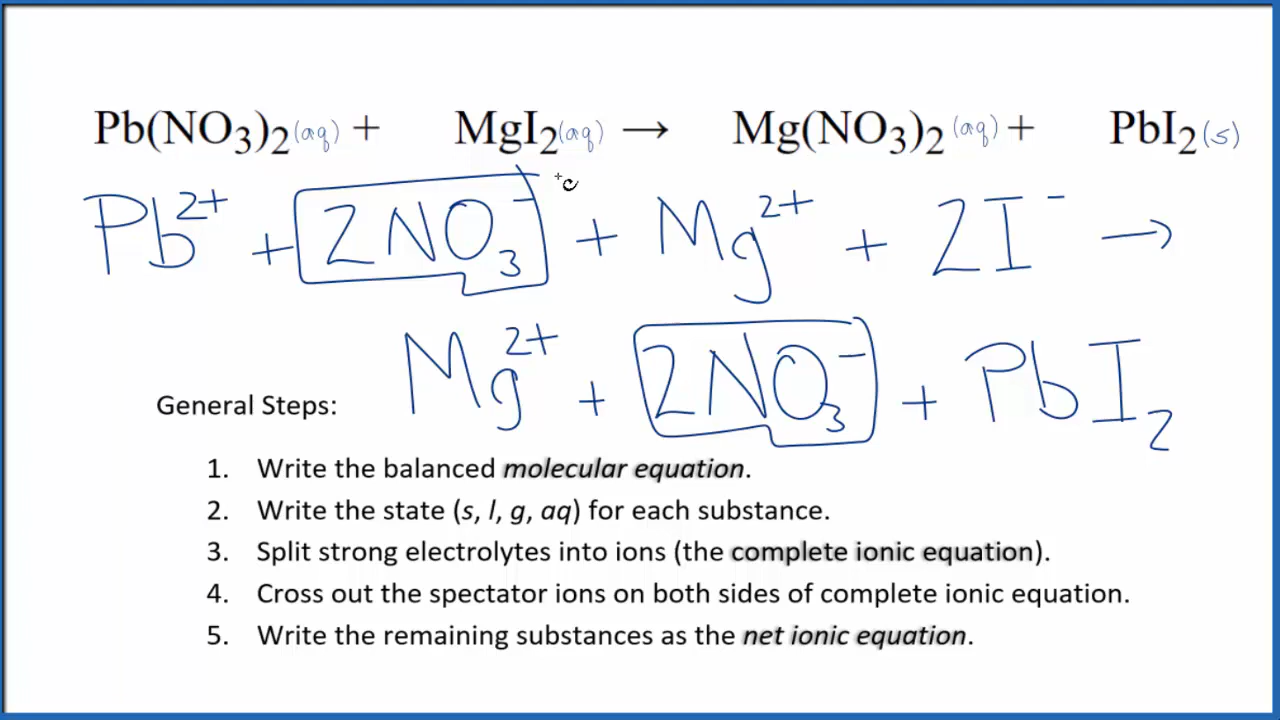 Pb(NO₃)₂(aq) + MgI₂(aq) → Mg(NO₃)₂(aq) + PbI₂(s)
Pb²⁺ + 2NO₃⁻ + Mg²⁺ + 2I⁻ →
Mg²⁺ + 2NO₃⁻ + PbI₂
General Steps:
1. Write the balanced molecular equation.
2. Write the state (s, l, g, aq) for each substance.
3. Split strong electrolytes into ions (the complete ionic equation).
4. Cross out the spectator ions on both sides of complete ionic equation.
5. Write the remaining substances as the net ionic equation.